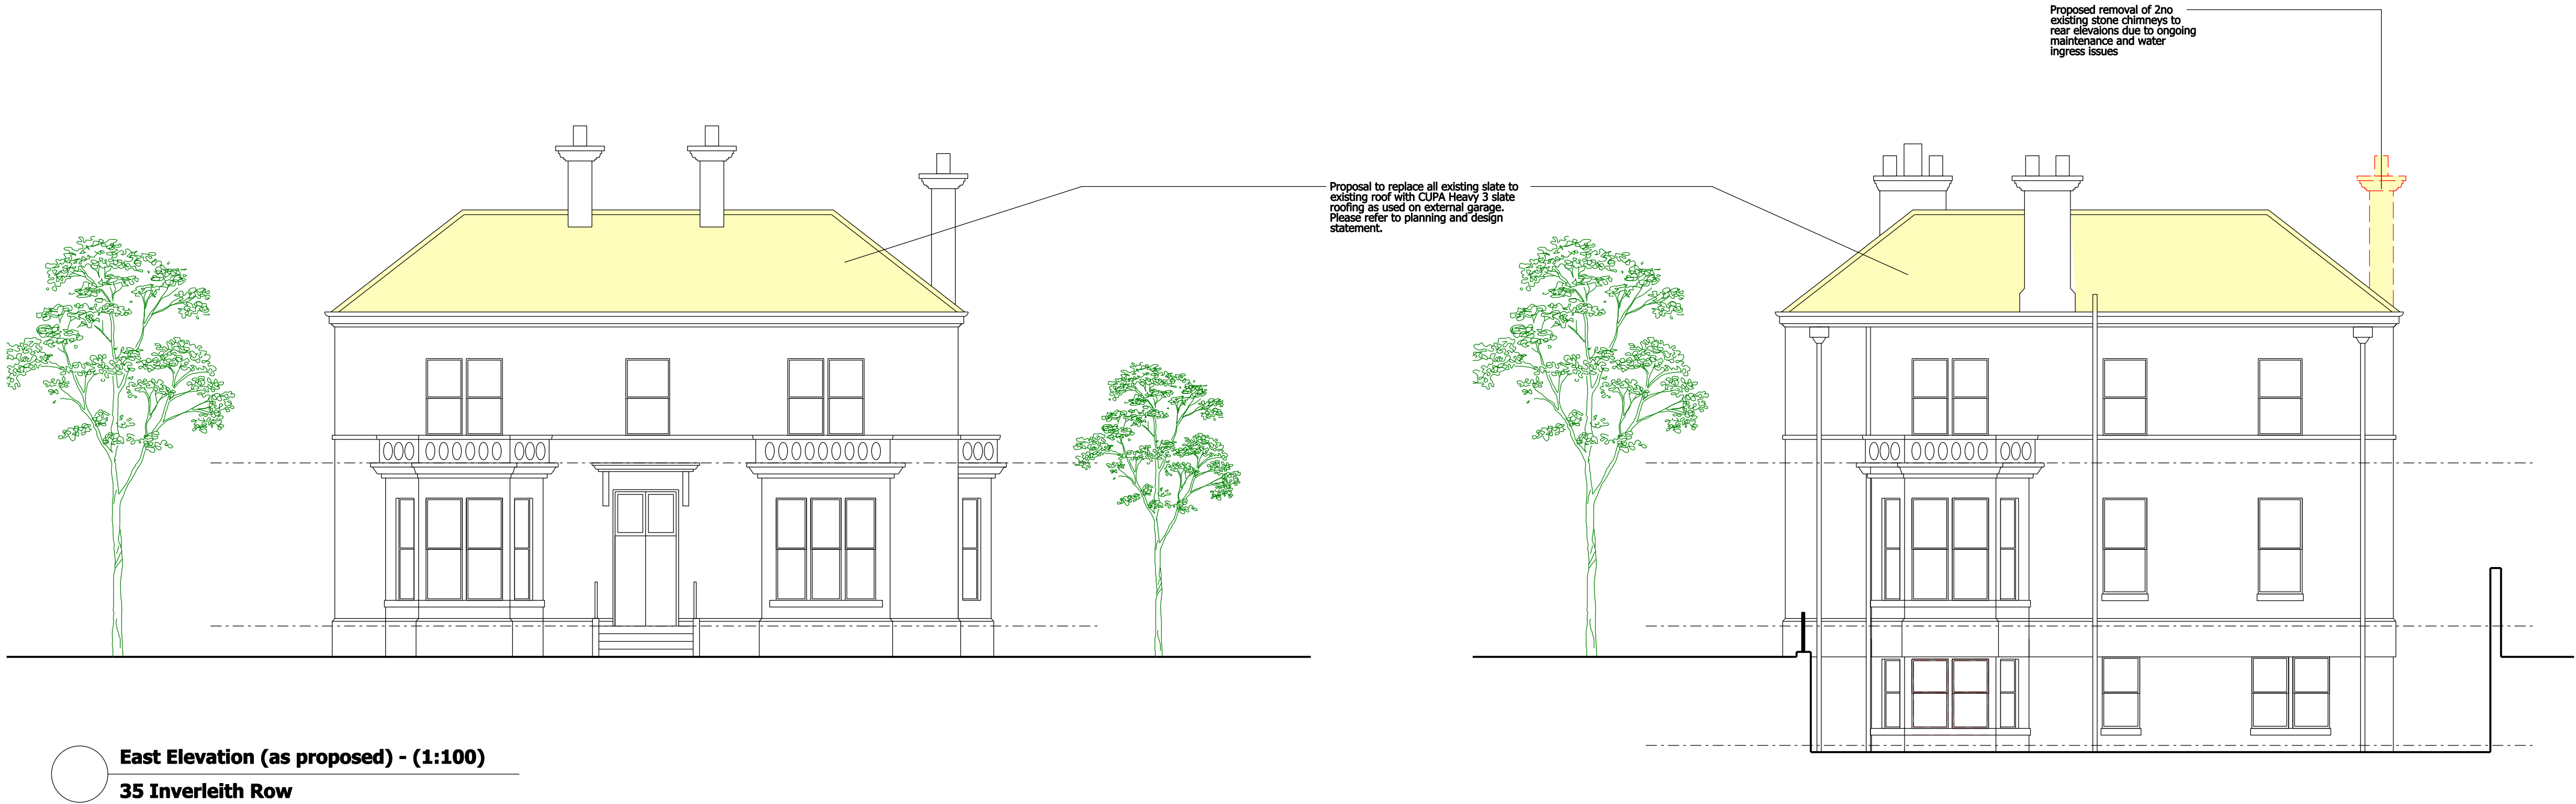 Proposed removal of 2no
existing stone chimneys to
rear elevaions due to ongoing
maintenance and water
ingress issues
Proposal to replace all existing slate to
existing roof with CUPA Heavy 3 slate
roofing as used on external garage.
Please refer to planning and design
statement.
East Elevation (as proposed) - (1:100)
35 Inverleith Row